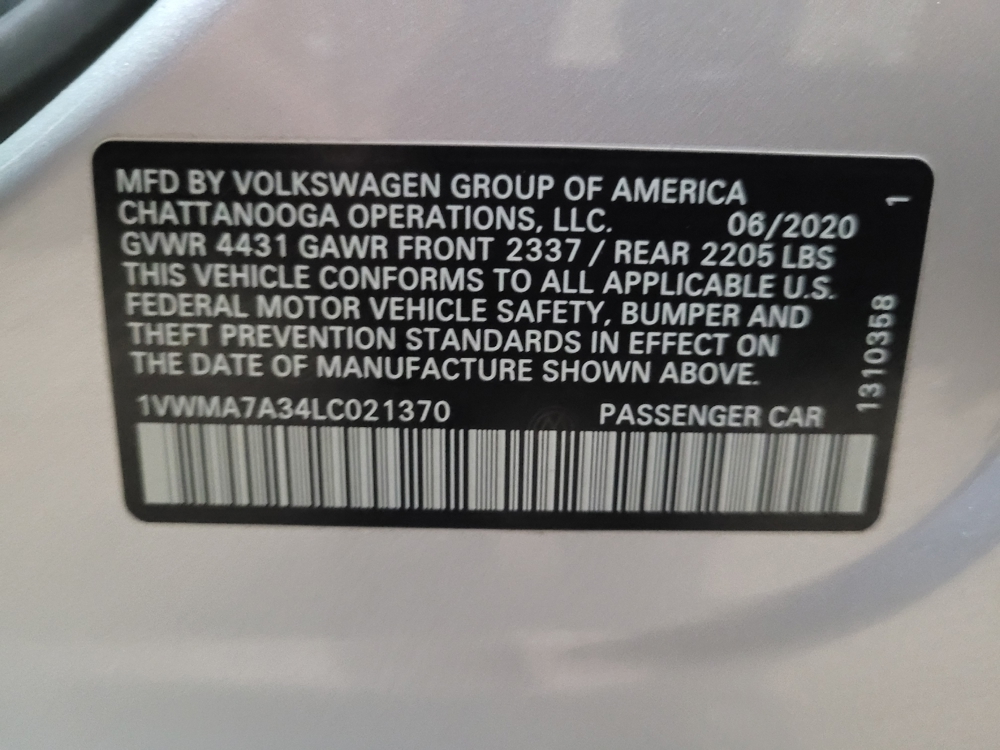 MFD BY VOLKSWAGEN GROUP OF AMERICA
CHATTANOOGA OPERATIONS, LLC. 06/2020
GVWR 4431 GAWR FRONT 2337 / REAR 2205 LBS
THIS VEHICLE CONFORMS TO ALL APPLICABLE U.S.
FEDERAL MOTOR VEHICLE SAFETY, BUMPER AND
THEFT PREVENTION STANDARDS IN EFFECT ON
THE DATE OF MANUFACTURE SHOWN ABOVE.
1VWMA7A34LC021370 PASSENGER CAR
1310358 1